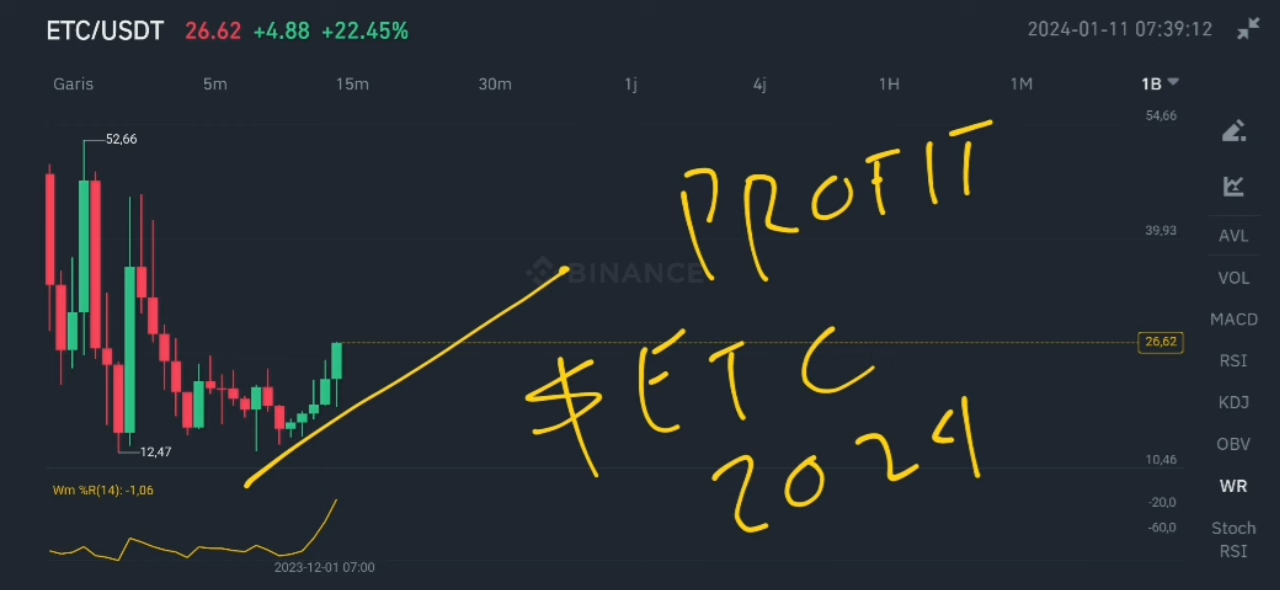 ETC/USDT 26.62 +4.88 +22.45% 2024-01-11 07:39:12
Garis 5m 15m 30m 1j 4j 1H 1M 1B
54,66
52,66
PROFIT
39,93
AVL
BINANCE
VOL
MACD
26,62
RSI
$ETC
KDJ
2024
OBV
12,47
10,46
Wm %R(14): -1,06
WR
-20,0
-60,0
Stoch
RSI
2023-12-01 07:00